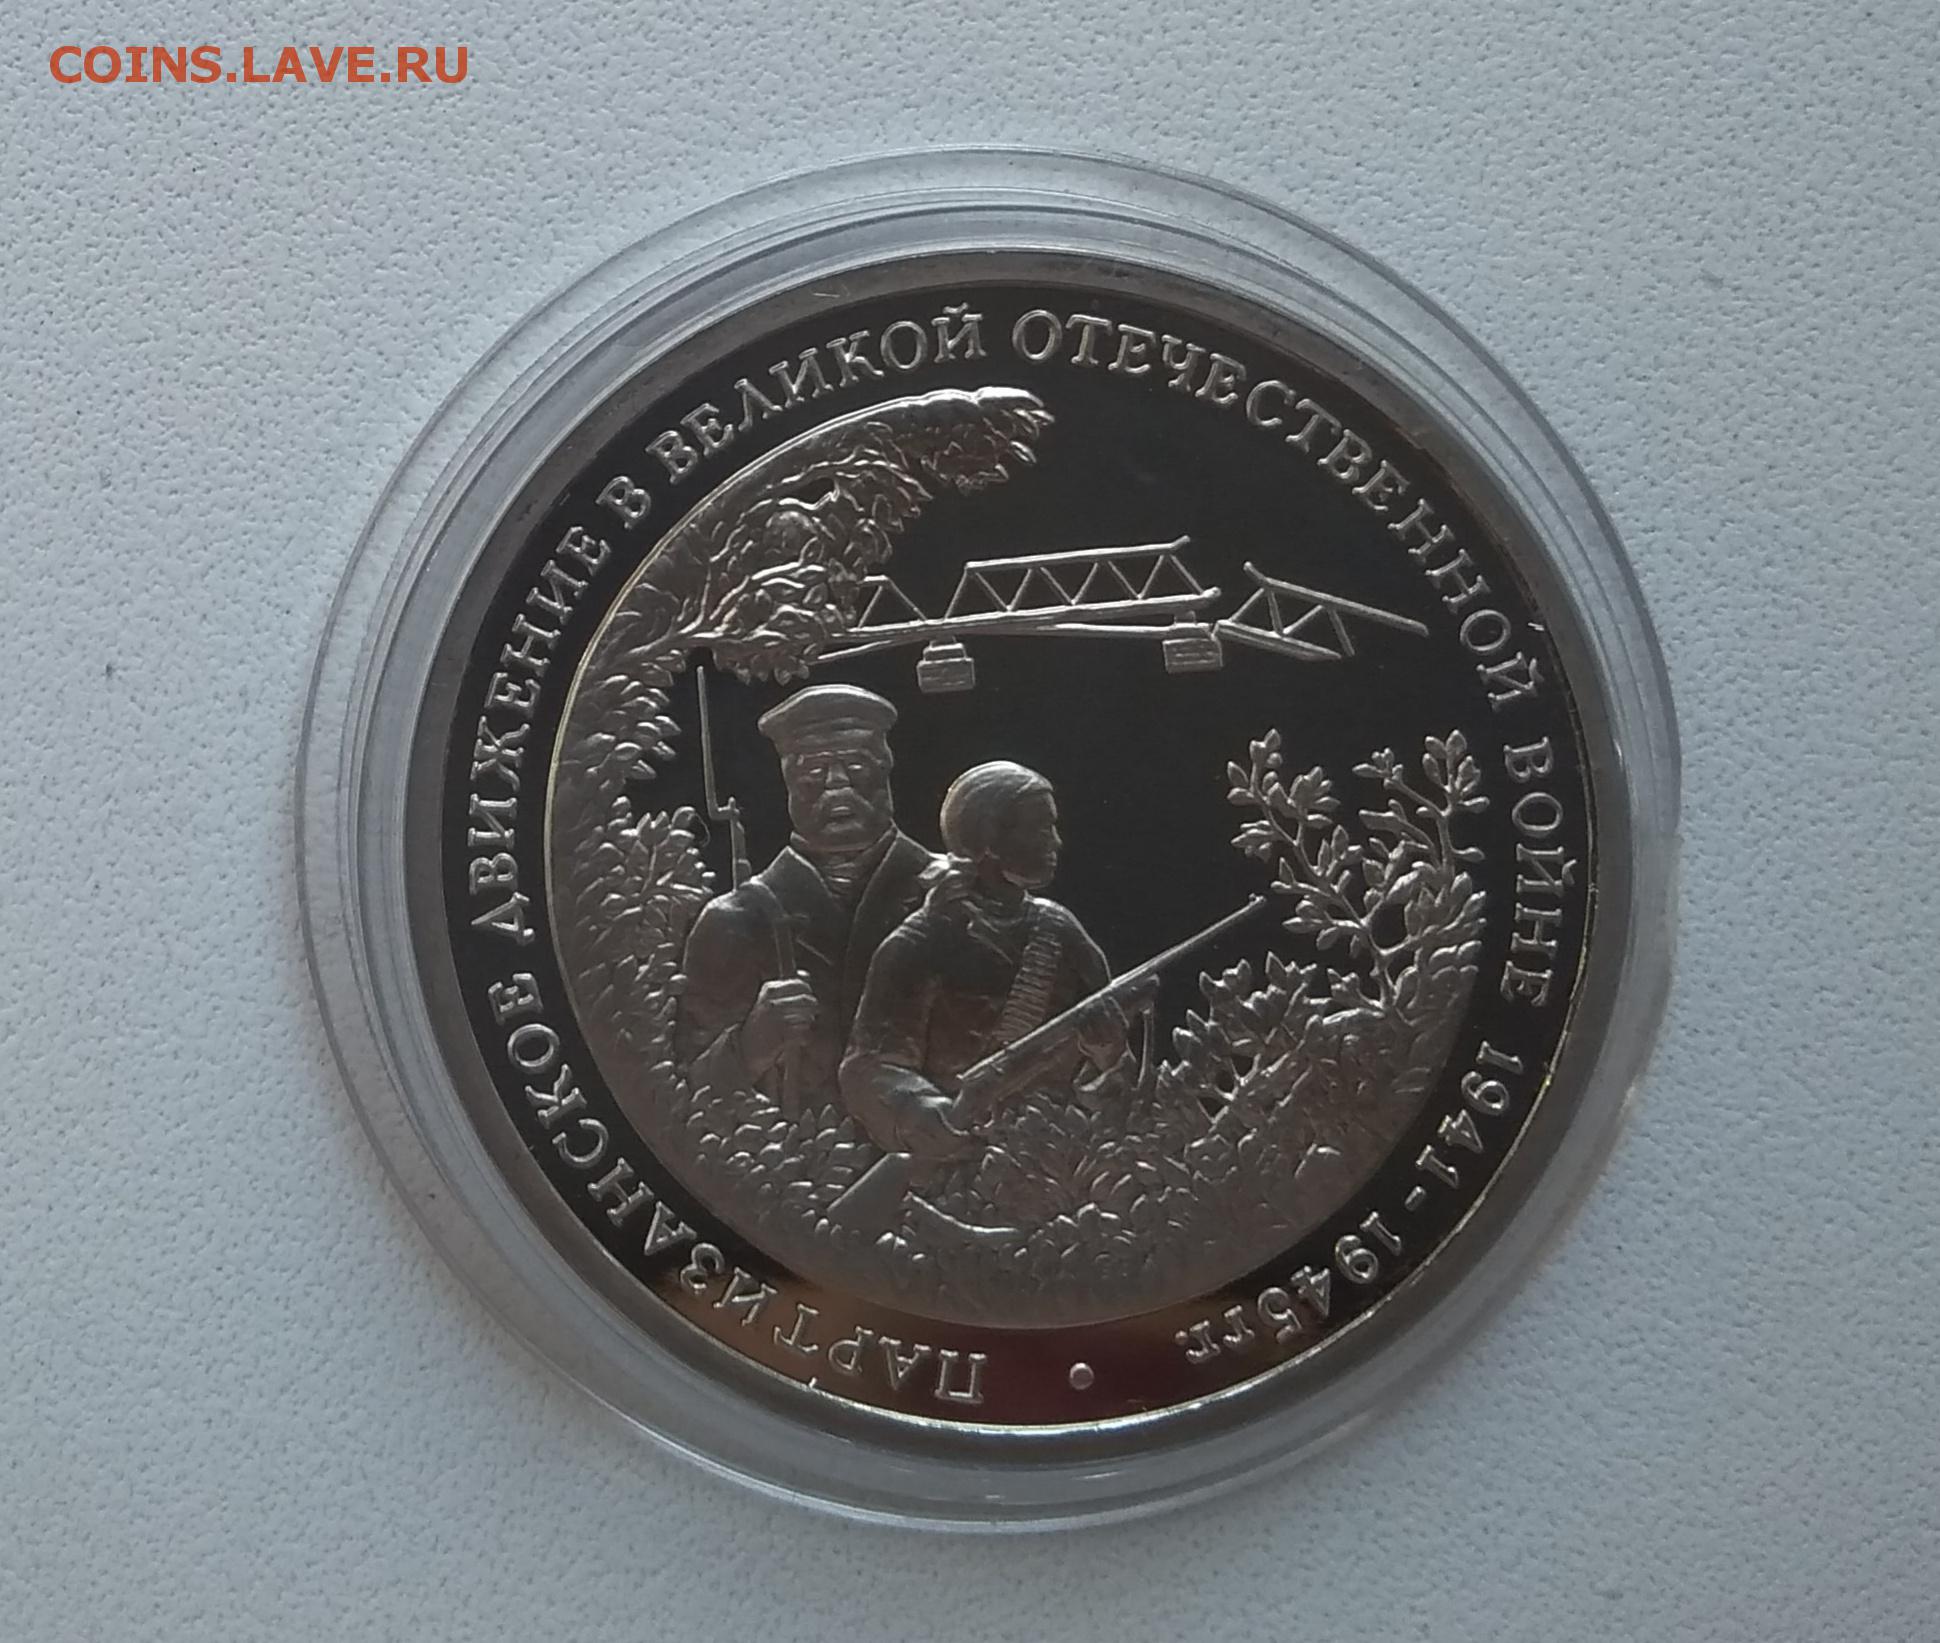 COINS.LAVE.RU
ПАРТИЗАНСКОЕ ДВИЖЕНИЕ В ВЕЛИКОЙ ОТЕЧЕСТВЕННОЙ ВОЙНЕ 1941-1945гг.